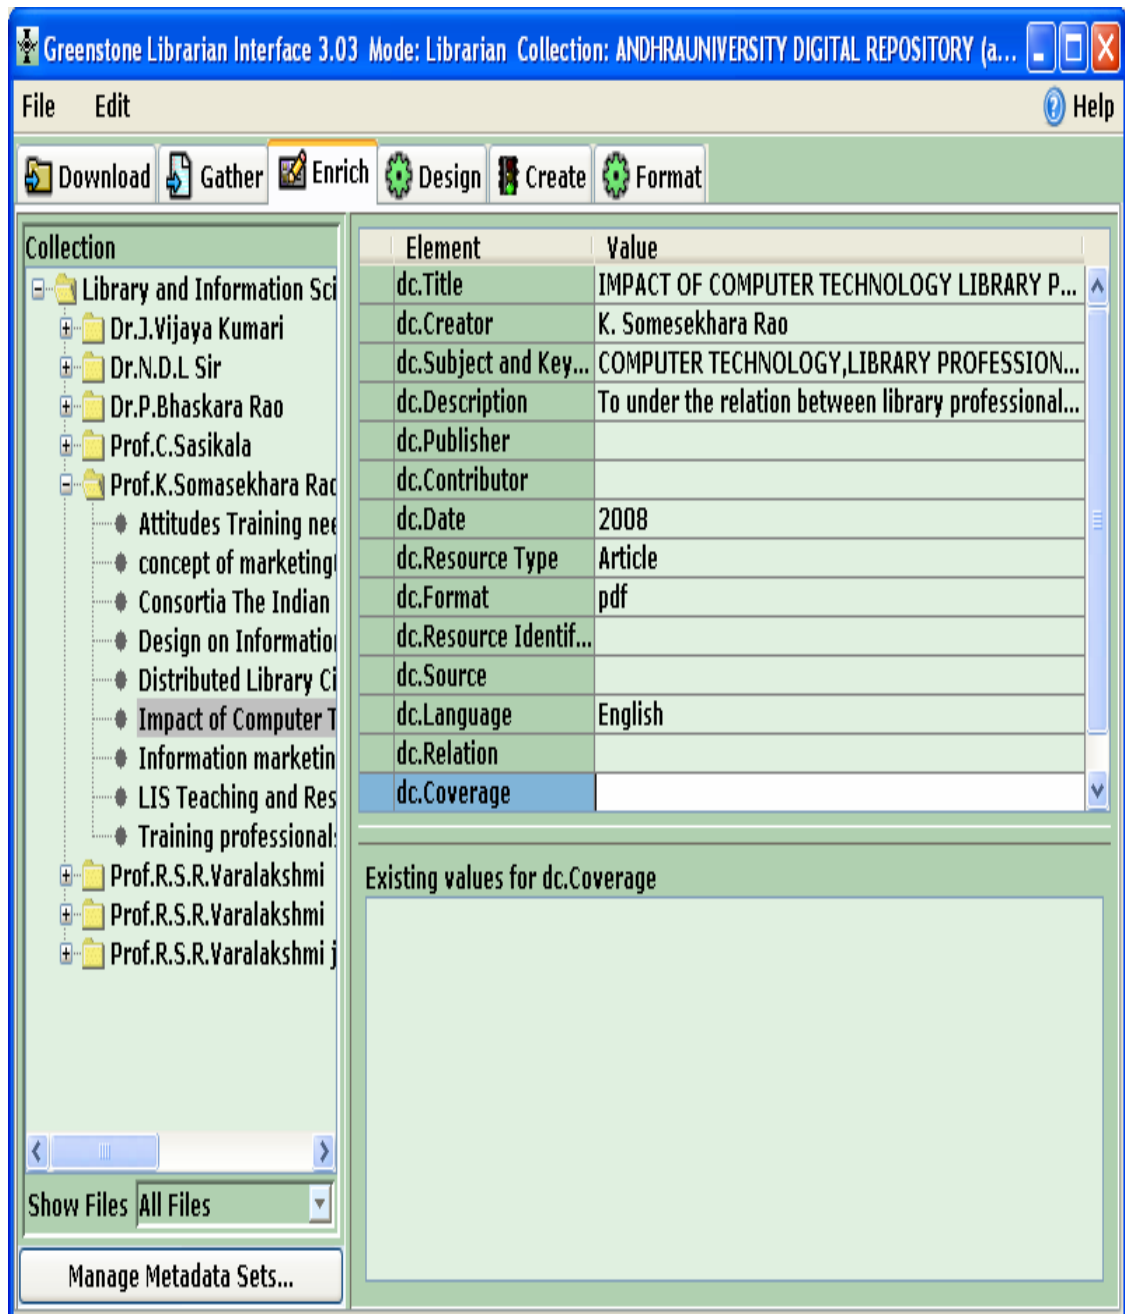 Greenstone Librarian Interface 3.03 Mode: Librarian Collection: ANDHRAUNIVERSITY DIGITAL REPOSITORY (a...
File Edit Help
Download Gather Enrich Design Create Format
Collection
Library and Information Sci
Dr.J.Vijaya Kumari
Dr.N.D.L Sir
Dr.P.Bhaskara Rao
Prof.C.Sasikala
Prof.K.Somasekhara Rao
Attitudes Training nee
concept of marketing
Consortia The Indian
Design on Information
Distributed Library Ci
Impact of Computer T
Information marketin
LIS Teaching and Res
Training professionals
Prof.R.S.R.Varalakshmi
Prof.R.S.R.Varalakshmi
Prof.R.S.R.Varalakshmi j
Show Files All Files
Manage Metadata Sets...
Element Value
dc.Title IMPACT OF COMPUTER TECHNOLOGY LIBRARY P...
dc.Creator K. Somesekhara Rao
dc.Subject and Key... COMPUTER TECHNOLOGY,LIBRARY PROFESSION...
dc.Description To under the relation between library professional...
dc.Publisher
dc.Contributor
dc.Date 2008
dc.Resource Type Article
dc.Format pdf
dc.Resource Identif...
dc.Source
dc.Language English
dc.Relation
dc.Coverage
Existing values for dc.Coverage